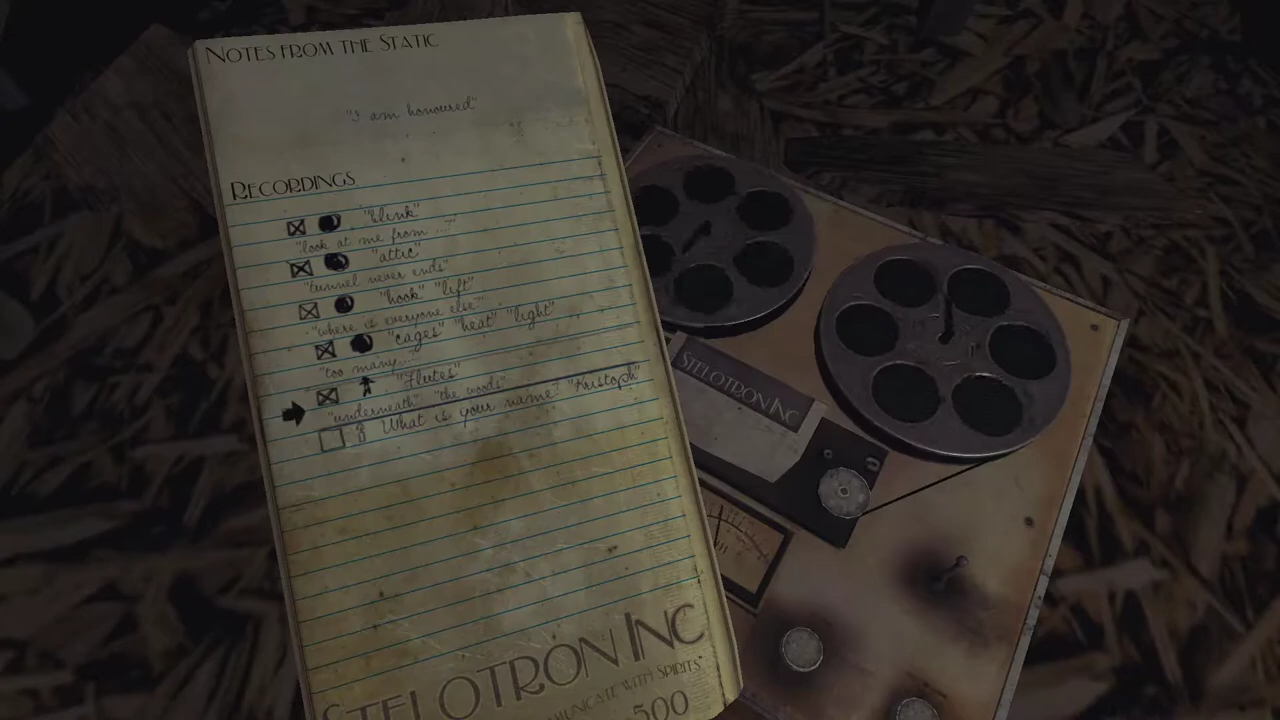 NOTES FROM THE STATIC
"I am honoured"
RECORDINGS
"blink"
"look at me from ...?"
"attic"
"tunnel never ends"
"hook" "lift"
"where is everyone else"
"cages" "heat" "light"
"too many..."
"Flutes"
"underneath" "the woods"
What is your name? "Kristoph"
STELOTRON INC
COMMUNICATE WITH SPIRITS"
500
STELOTRON INC